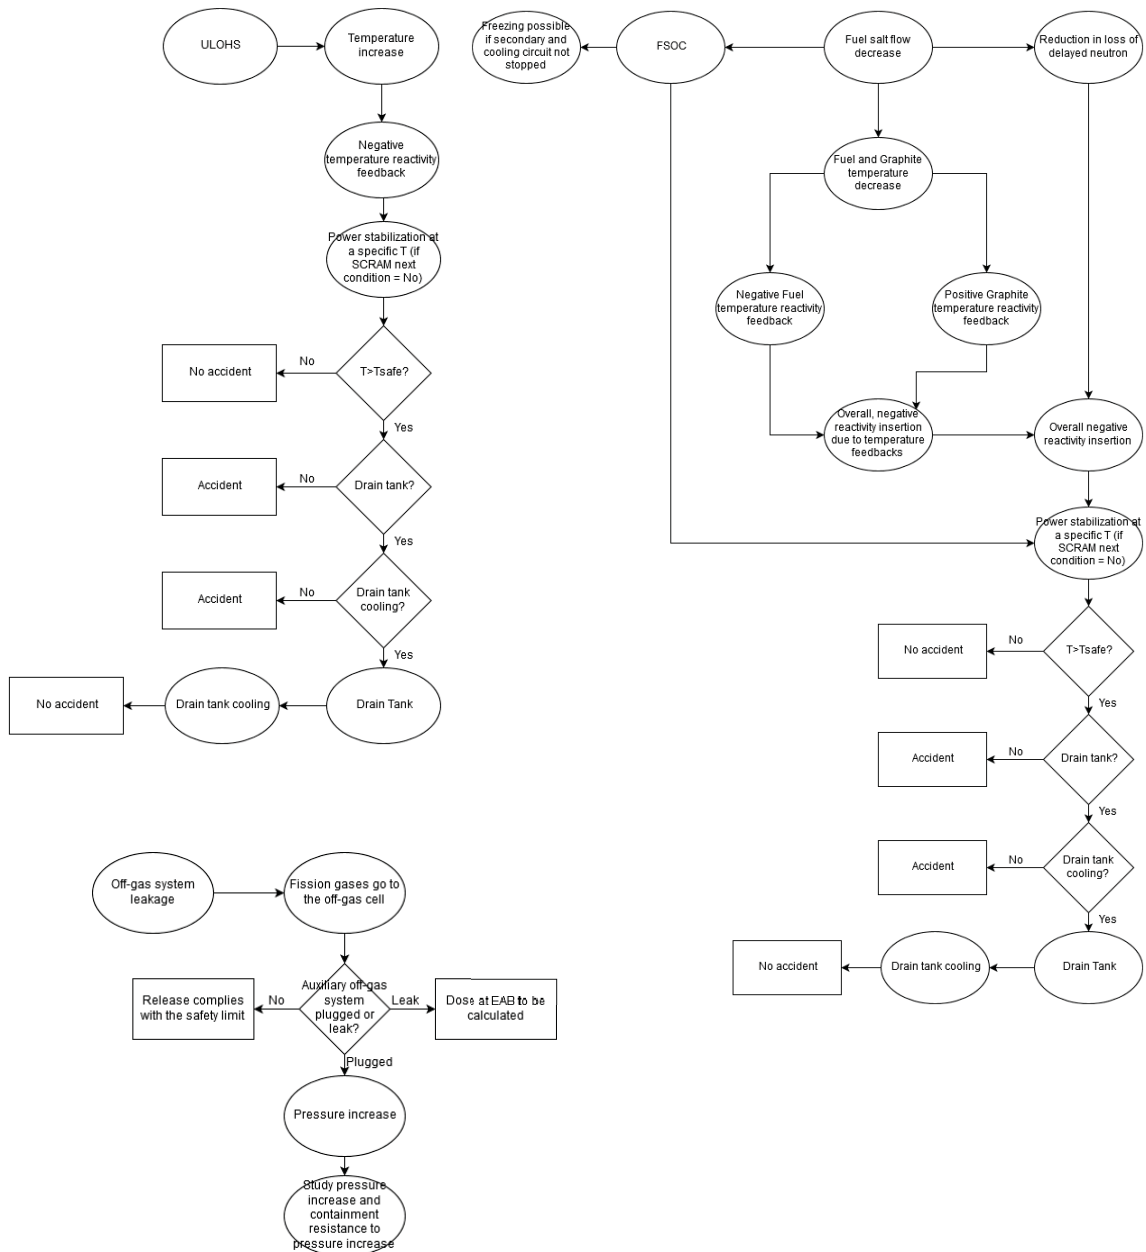 ULOHS
Temperature
increase
Negative
temperature reactivity
feedback
Power stabilization at
a specific T (if
SCRAM next
condition = No)
T>Tsafe?
No
No accident
Yes
Drain tank?
No
Accident
Yes
Drain tank
cooling?
No
Accident
Yes
Drain Tank
Drain tank cooling
No accident
Freezing possible
if secondary and
cooling circuit not
stopped
FSOC
Fuel salt flow
decrease
Reduction in loss of
delayed neutron
Fuel and Graphite
temperature
decrease
Negative Fuel
temperature reactivity
feedback
Positive Graphite
temperature reactivity
feedback
Overall, negative
reactivity insertion
due to temperature
feedbacks
Overall negative
reactivity insertion
Power stabilization at
a specific T (if
SCRAM next
condition = No)
T>Tsafe?
No
No accident
Yes
Drain tank?
No
Accident
Yes
Drain tank
cooling?
No
Accident
Yes
Drain Tank
Drain tank cooling
No accident
Off-gas system
leakage
Fission gases go to
the off-gas cell
Auxiliary off-gas
system
plugged or
leak?
No
Release complies
with the safety limit
Leak
Dose at EAB to be
calculated
Plugged
Pressure increase
Study pressure
increase and
containment
resistance to
pressure increase